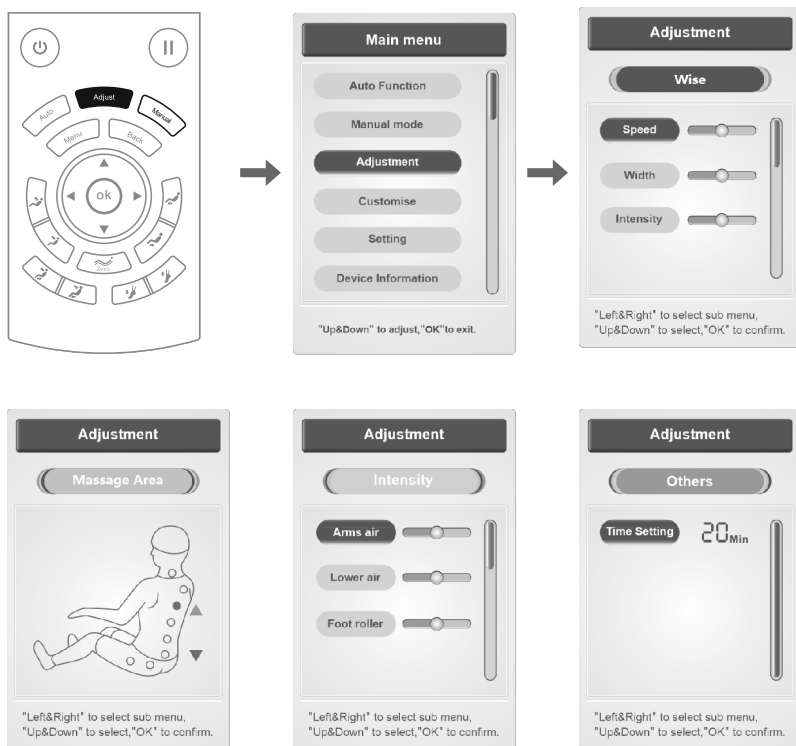 Adjust
Auto
Manual
Menu
Back
ok
Zero
Main menu
Auto Function
Manual mode
Adjustment
Customise
Setting
Device Information
"Up&Down" to adjust,"OK"to exit.
Adjustment
Wise
Speed
Width
Intensity
"Left&Right" to select sub menu,
"Up&Down" to select,"OK" to confirm.
Adjustment
Massage Area
"Left&Right" to select sub menu,
"Up&Down" to select,"OK" to confirm.
Adjustment
Intensity
Arms air
Lower air
Foot roller
"Left&Right" to select sub menu,
"Up&Down" to select,"OK" to confirm.
Adjustment
Others
Time Setting 20 Min
"Left&Right" to select sub menu,
"Up&Down" to select,"OK" to confirm.